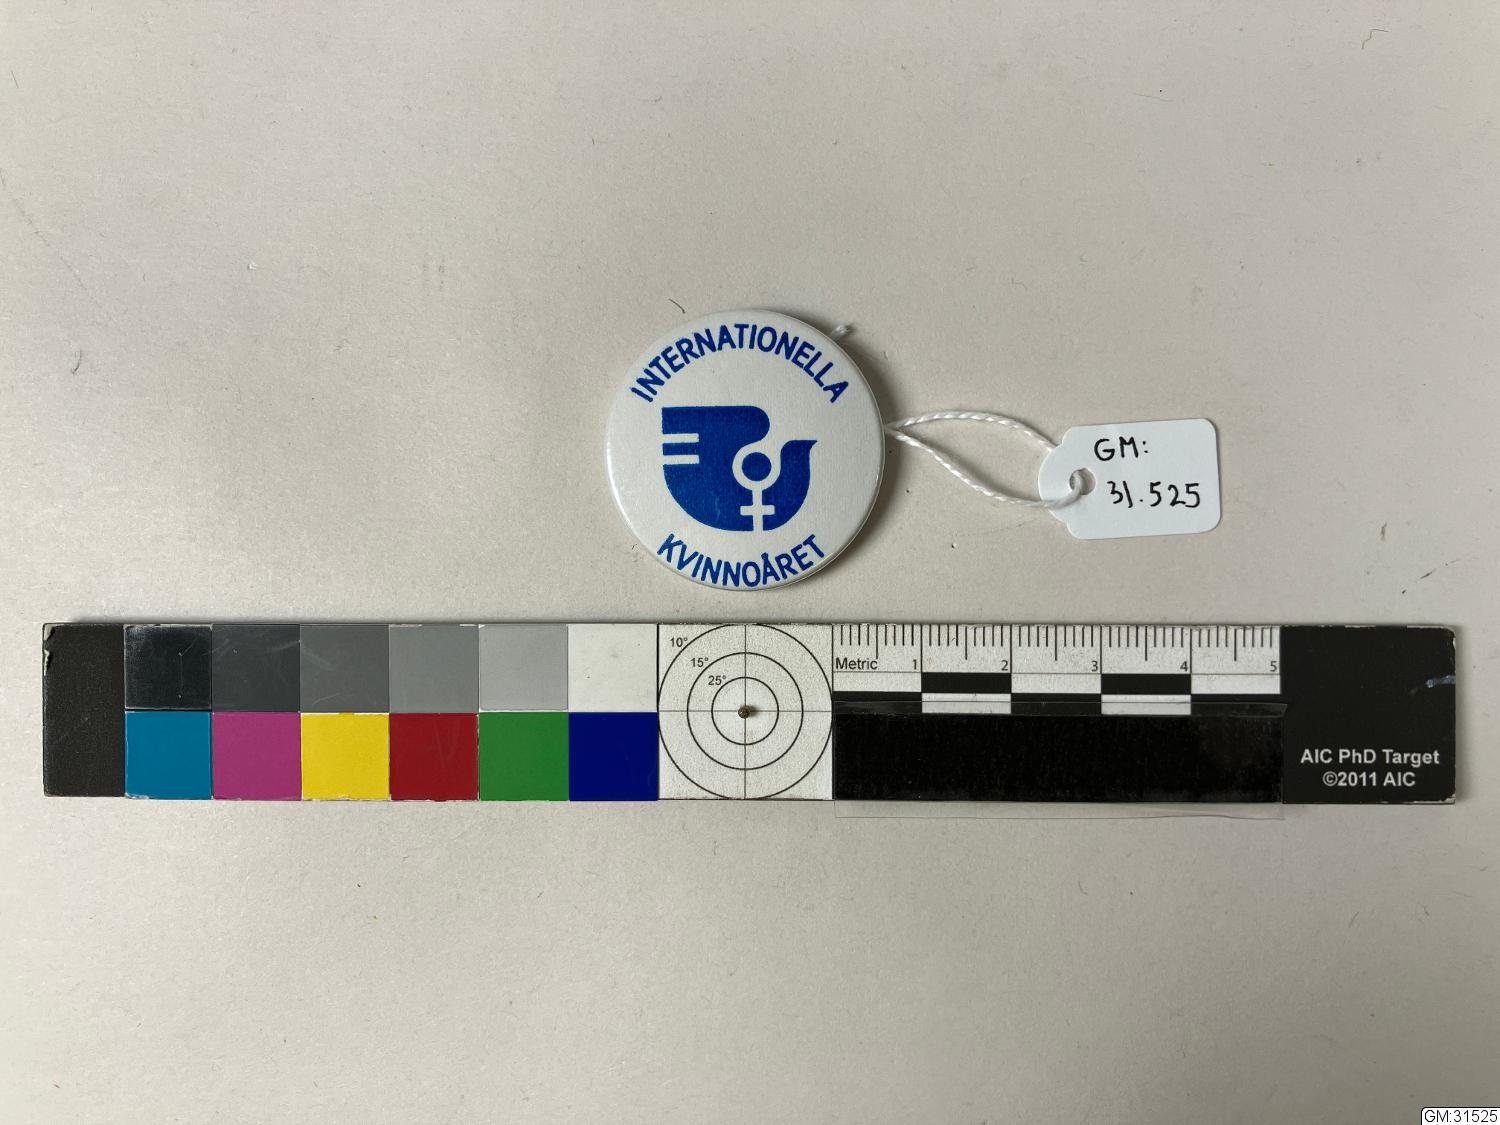 INTERNATIONELLA
KVINNOÅRET
GM:
31.525
10°
15°
25°
Metric 1 2 3 4 5
AIC PhD Target
©2011 AIC
GM:31525